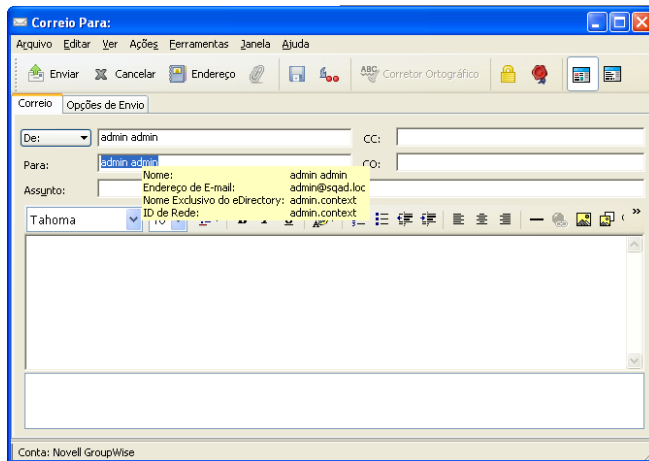 Correio Para:
Arquivo Editar Ver Ações Ferramentas Janela Ajuda
Enviar Cancelar Endereço ABC Corretor Ortográfico
Correio Opções de Envio
De: admin admin CC:
Para: admin admin CO:
Nome: admin admin
Endereço de E-mail: admin@sqad.loc
Assunto:
Nome Exclusivo do eDirectory: admin.context
ID de Rede: admin.context
Tahoma
Conta: Novell GroupWise